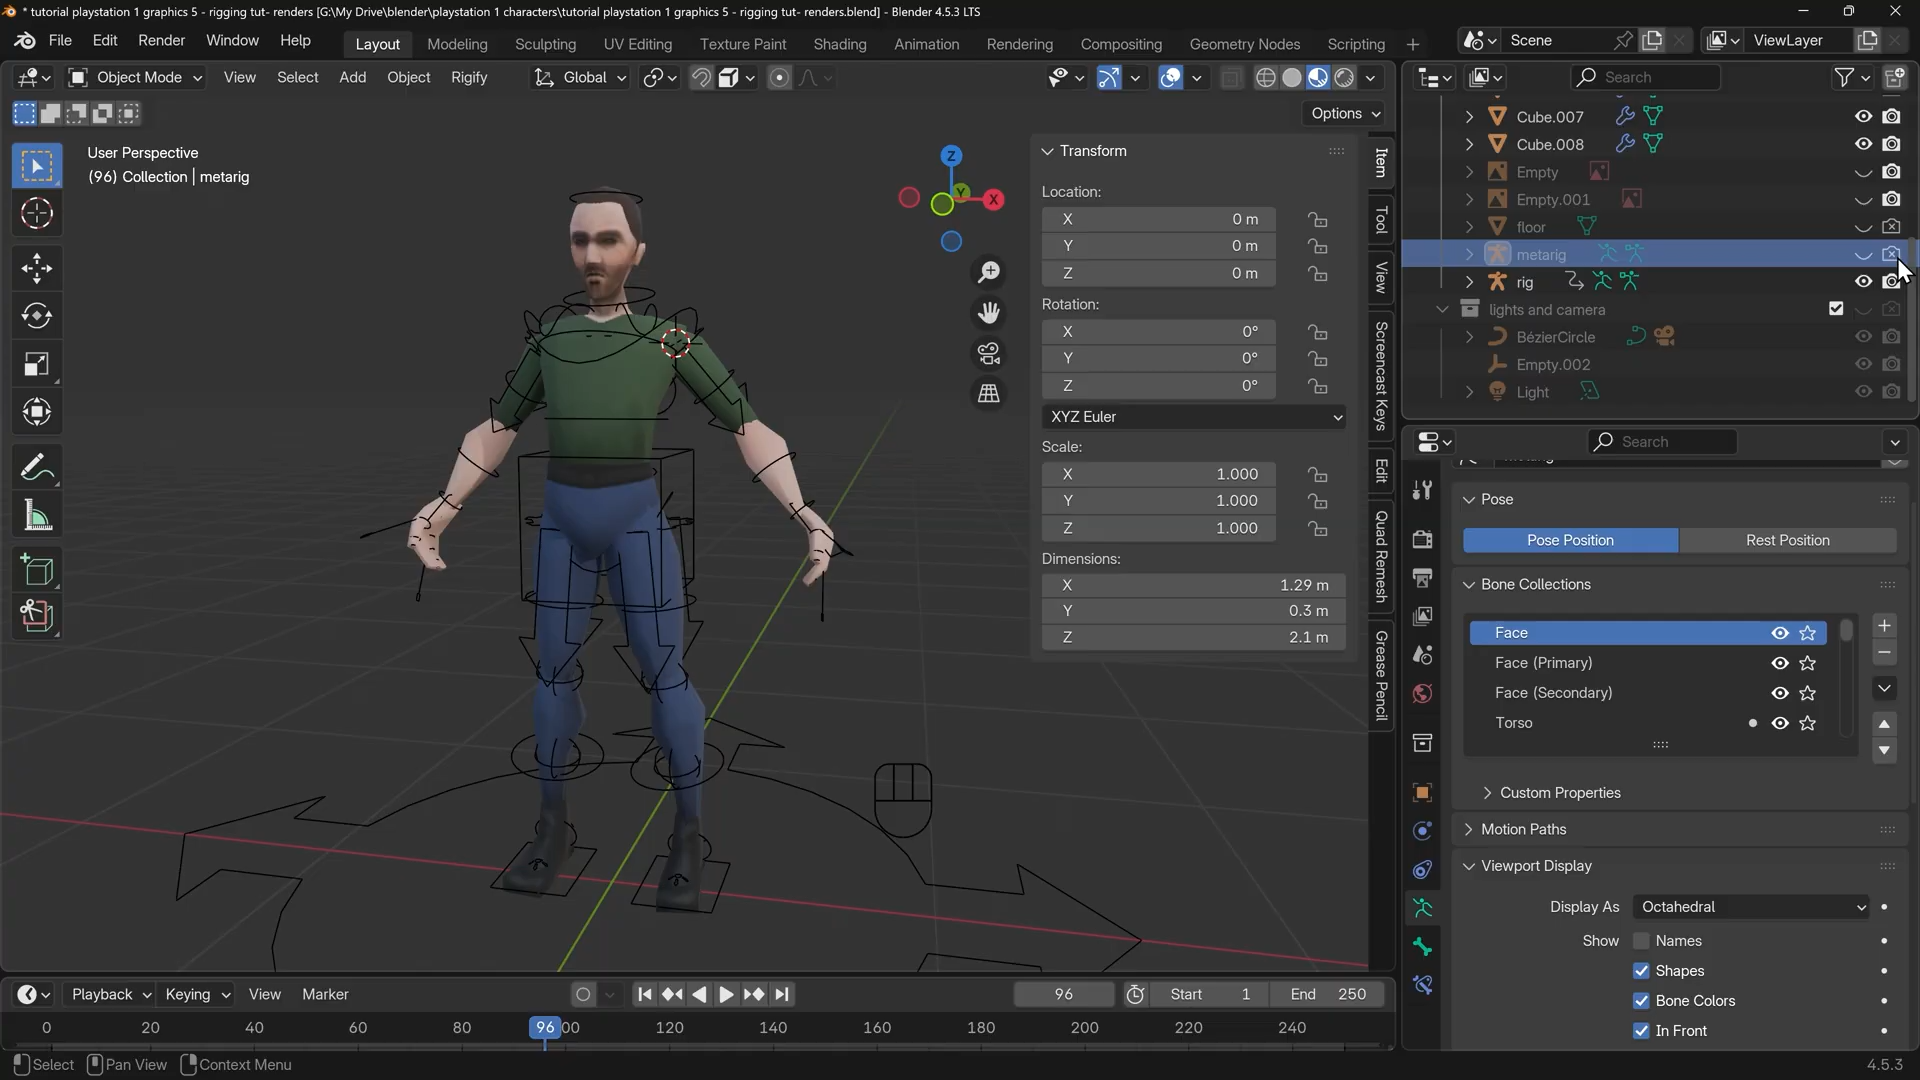 * tutorial playstation 1 graphics 5 - rigging tut- renders [G:\My Drive\blender\playstation 1 characters\tutorial playstation 1 graphics 5 - rigging tut- renders.blend] - Blender 4.5.3 LTS
File Edit Render Window Help Layout Modeling Sculpting UV Editing Texture Paint Shading Animation Rendering Compositing Geometry Nodes Scripting + Scene ViewLayer
Object Mode View Select Add Object Rigify Global Search
Options
User Perspective
(96) Collection | metarig
Z
Y
X
Transform
Location:
X 0 m
Y 0 m
Z 0 m
Rotation:
X 0°
Y 0°
Z 0°
XYZ Euler
Scale:
X 1.000
Y 1.000
Z 1.000
Dimensions:
X 1.29 m
Y 0.3 m
Z 2.1 m
Item
Tool
View
Screencast Keys
Edit
Quad Remesh
Grease Pencil
Cube.007
Cube.008
Empty
Empty.001
floor
metarig
rig
lights and camera
BézierCircle
Empty.002
Light
Search
Pose
Pose Position Rest Position
Bone Collections
Face
Face (Primary)
Face (Secondary)
Torso
Custom Properties
Motion Paths
Viewport Display
Display As Octahedral
Show Names
Shapes
Bone Colors
In Front
Playback Keying View Marker 96 Start 1 End 250
0 20 40 60 80 96 00 120 140 160 180 200 220 240
Select Pan View Context Menu 4.5.3